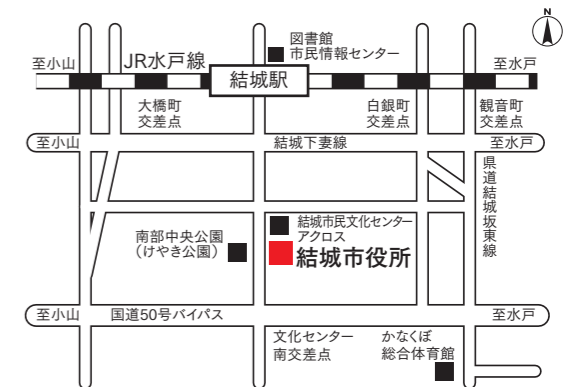 N
図書館
市民情報センター
至小山
JR水戸線
結城駅
至水戸
大橋町
交差点
白銀町
交差点
観音町
交差点
至小山
結城下妻線
至水戸
県道結城坂東線
結城市民文化センター
アクロス
結城市役所
南部中央公園
（けやき公園）
至小山
国道50号バイパス
至水戸
文化センター
南交差点
かなくぼ
総合体育館